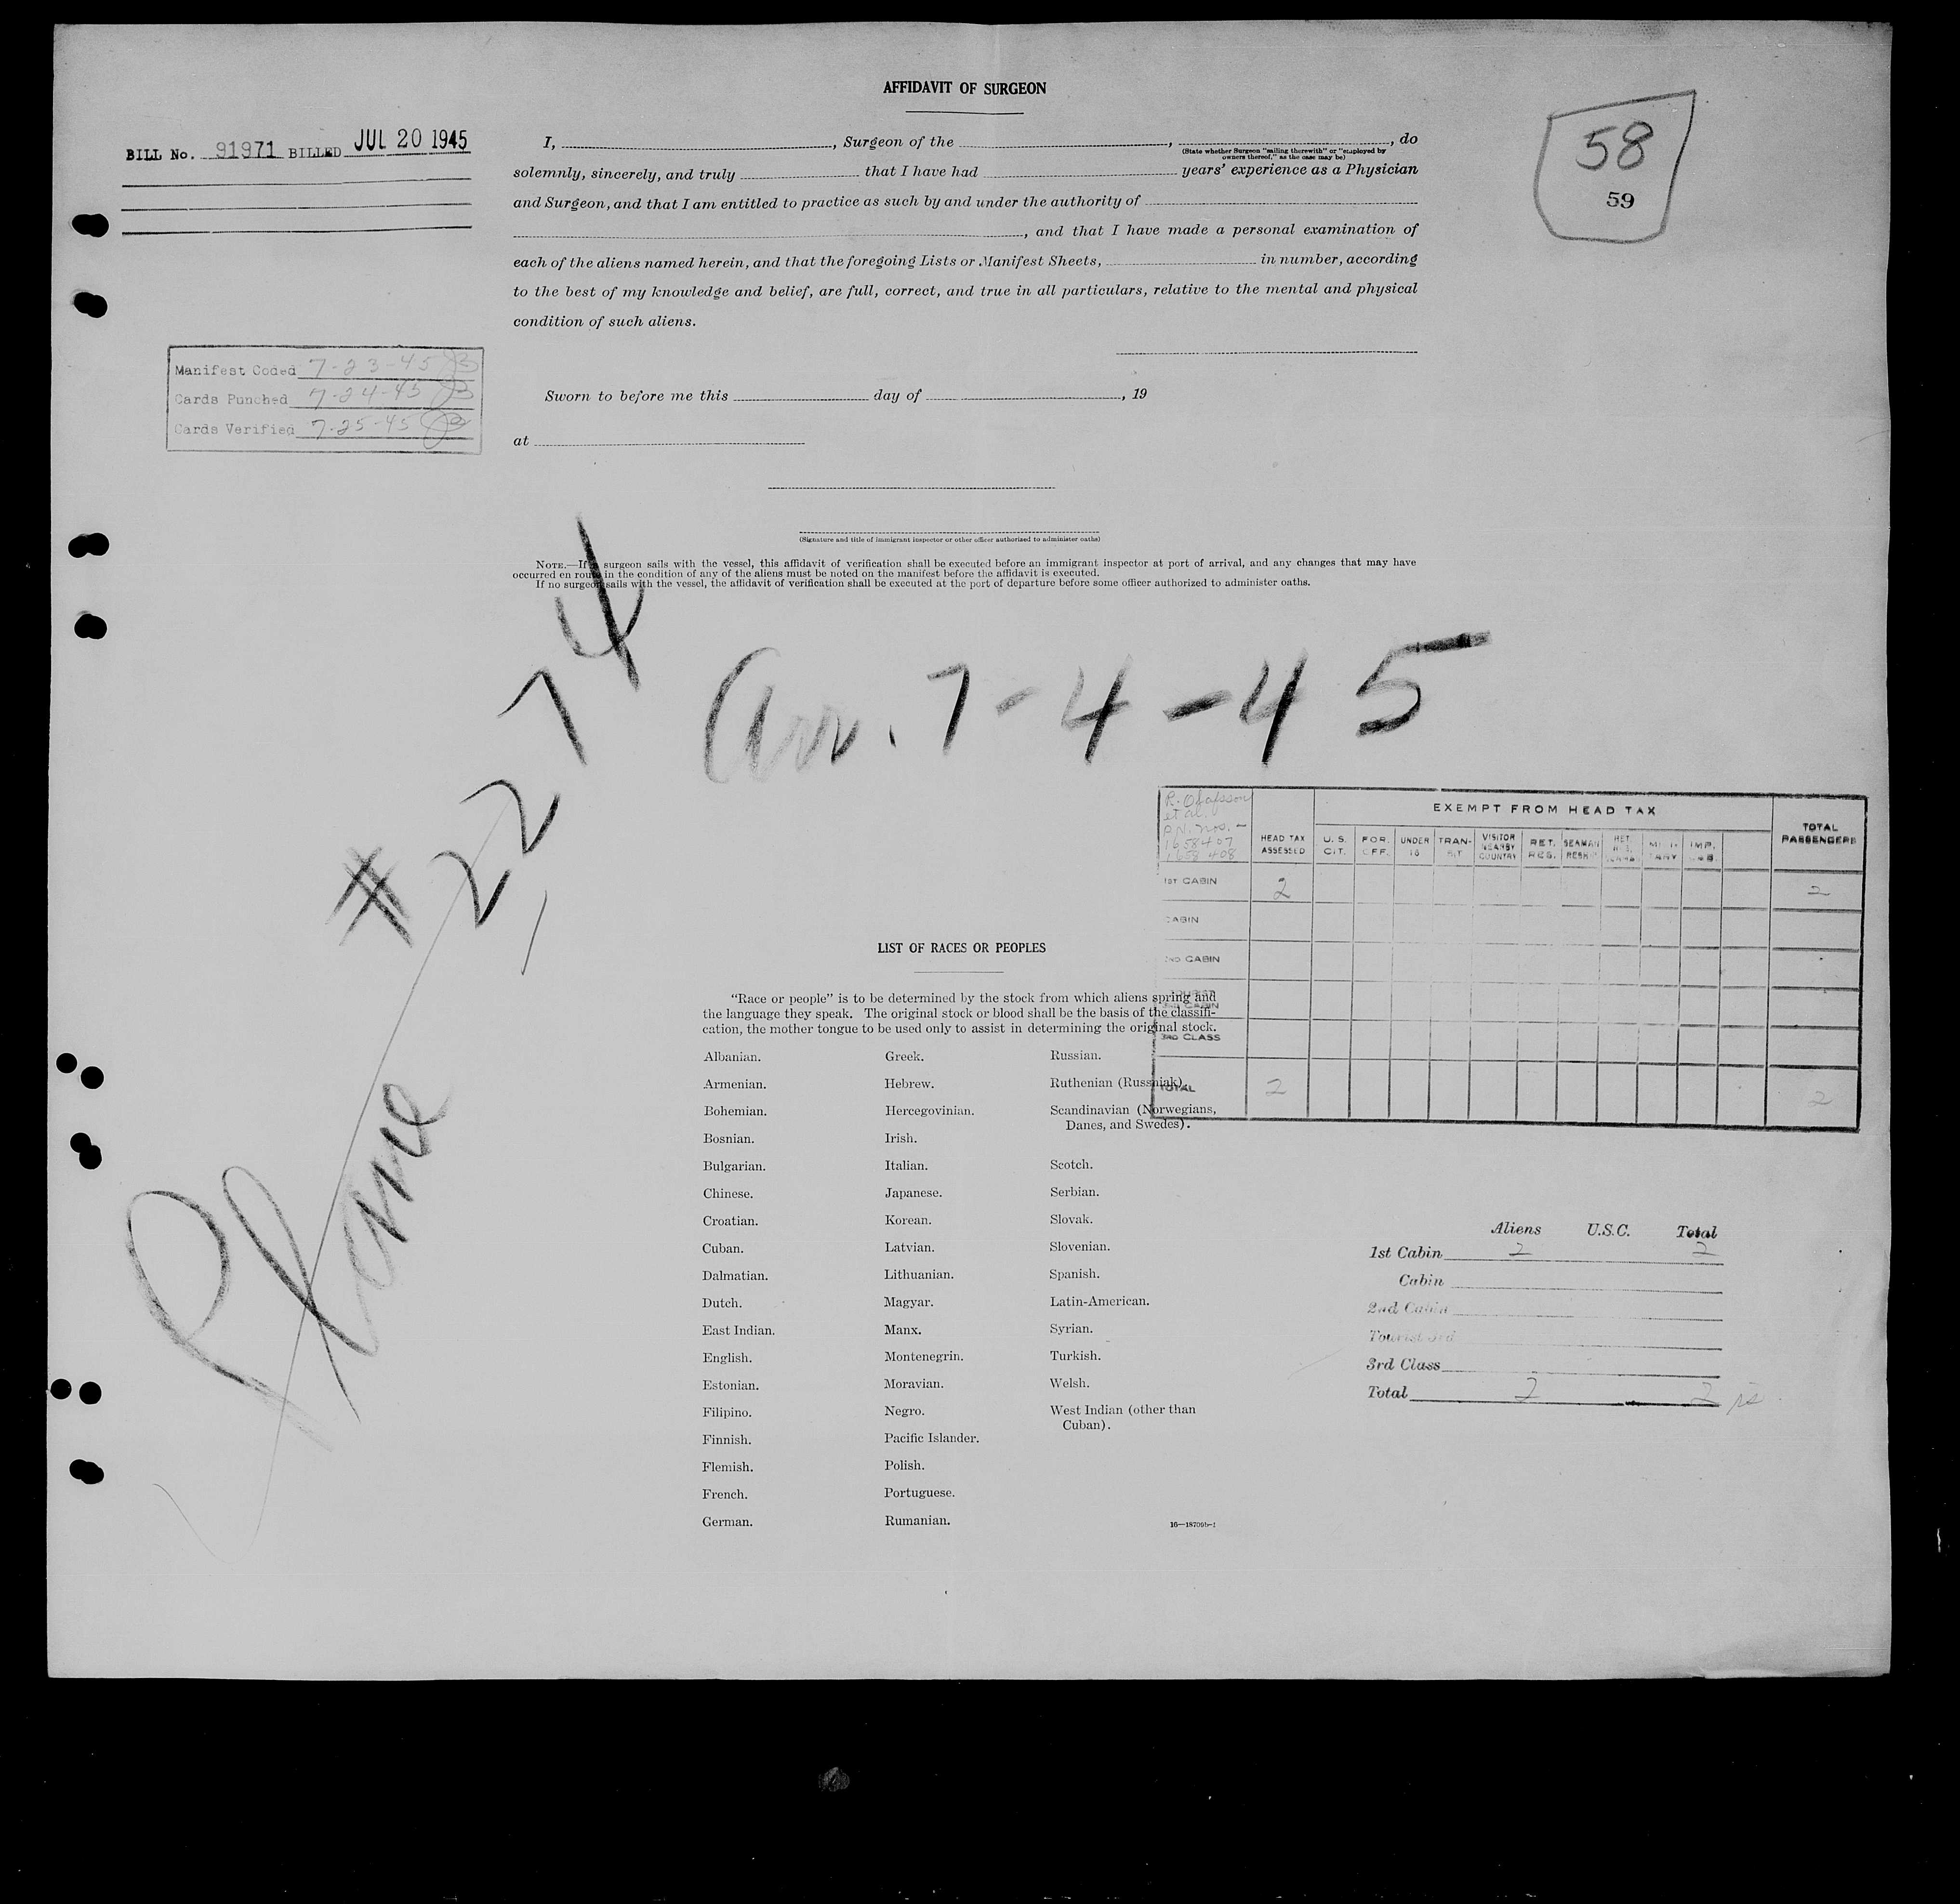 AFFIDAVIT OF SURGEON
BILL No. 91971 BILLED JUL 20 1945
58
59
I, , Surgeon of the , , do
(State whether Surgeon "sailing therewith" or "employed by
owners thereof," as the case may be)
solemnly, sincerely, and truly that I have had years' experience as a Physician
and Surgeon, and that I am entitled to practice as such by and under the authority of
, and that I have made a personal examination of
each of the aliens named herein, and that the foregoing Lists or Manifest Sheets, in number, according
to the best of my knowledge and belief, are full, correct, and true in all particulars, relative to the mental and physical
condition of such aliens.
Manifest Coded 7-23-45
Cards Punched 7-24-45
Cards Verified 7-25-45
Sworn to before me this day of , 19
at
(Signature and title of immigrant inspector or other officer authorized to administer oaths)
NOTE.—If a surgeon sails with the vessel, this affidavit of verification shall be executed before an immigrant inspector at port of arrival, and any changes that may have
occurred en route in the condition of any of the aliens must be noted on the manifest before the affidavit is executed.
If no surgeon sails with the vessel, the affidavit of verification shall be executed at the port of departure before some officer authorized to administer oaths.
Arr. 7-4-45
Plane # 2274
R. Olafsson
et al.
P.N. nos.—
1658407
1658408
HEAD TAX
ASSESSED
EXEMPT FROM HEAD TAX
U. S.
CIT.
FOR.
OFF.
UNDER
16
TRAN-
SIT
VISITOR
NEARBY
COUNTRY
RET.
RES.
SEAMAN
RESH
MILI-
TARY
TOTAL
PASSENGERS
1ST CABIN 2 2
CABIN
2ND CABIN
TOURIST
3RD CABIN
3RD CLASS
TOTAL 2 2
LIST OF RACES OR PEOPLES
"Race or people" is to be determined by the stock from which aliens spring and
the language they speak. The original stock or blood shall be the basis of the classifi-
cation, the mother tongue to be used only to assist in determining the original stock.
Albanian.
Armenian.
Bohemian.
Bosnian.
Bulgarian.
Chinese.
Croatian.
Cuban.
Dalmatian.
Dutch.
East Indian.
English.
Estonian.
Filipino.
Finnish.
Flemish.
French.
German.
Greek.
Hebrew.
Hercegovinian.
Irish.
Italian.
Japanese.
Korean.
Latvian.
Lithuanian.
Magyar.
Manx.
Montenegrin.
Moravian.
Negro.
Pacific Islander.
Polish.
Portuguese.
Rumanian.
Russian.
Ruthenian (Russniak).
Scandinavian (Norwegians,
Danes, and Swedes).
Scotch.
Serbian.
Slovak.
Slovenian.
Spanish.
Latin-American.
Syrian.
Turkish.
Welsh.
West Indian (other than
Cuban).
Aliens U.S.C. Total
1st Cabin 2 2
Cabin
2nd Cabin
Tourist 3rd
3rd Class
Total 2 2